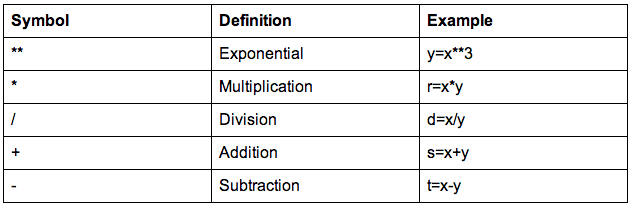 Symbol Definition Example
** Exponential y=x**3
* Multiplication r=x*y
/ Division d=x/y
+ Addition s=x+y
- Subtraction t=x-y